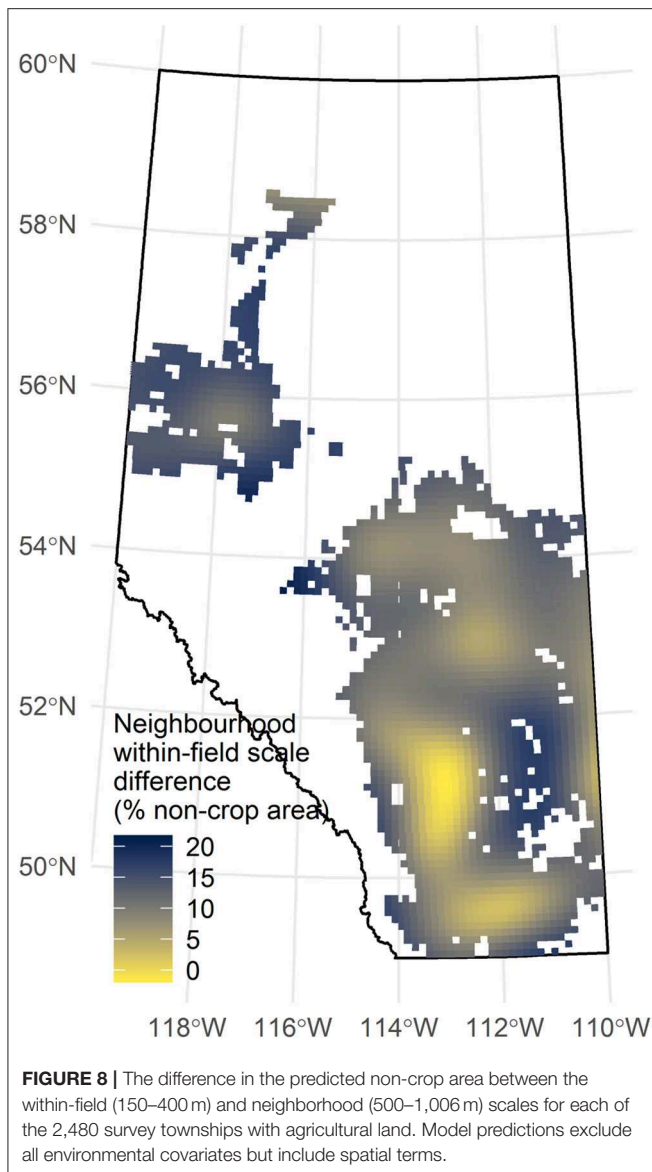 60°N
58°N
56°N
54°N
52°N
50°N
Neighbourhood
within-field scale
difference
(% non-crop area)
20
15
10
5
0
118°W 116°W 114°W 112°W 110°W
FIGURE 8 | The difference in the predicted non-crop area between the
within-field (150–400 m) and neighborhood (500–1,006 m) scales for each of
the 2,480 survey townships with agricultural land. Model predictions exclude
all environmental covariates but include spatial terms.